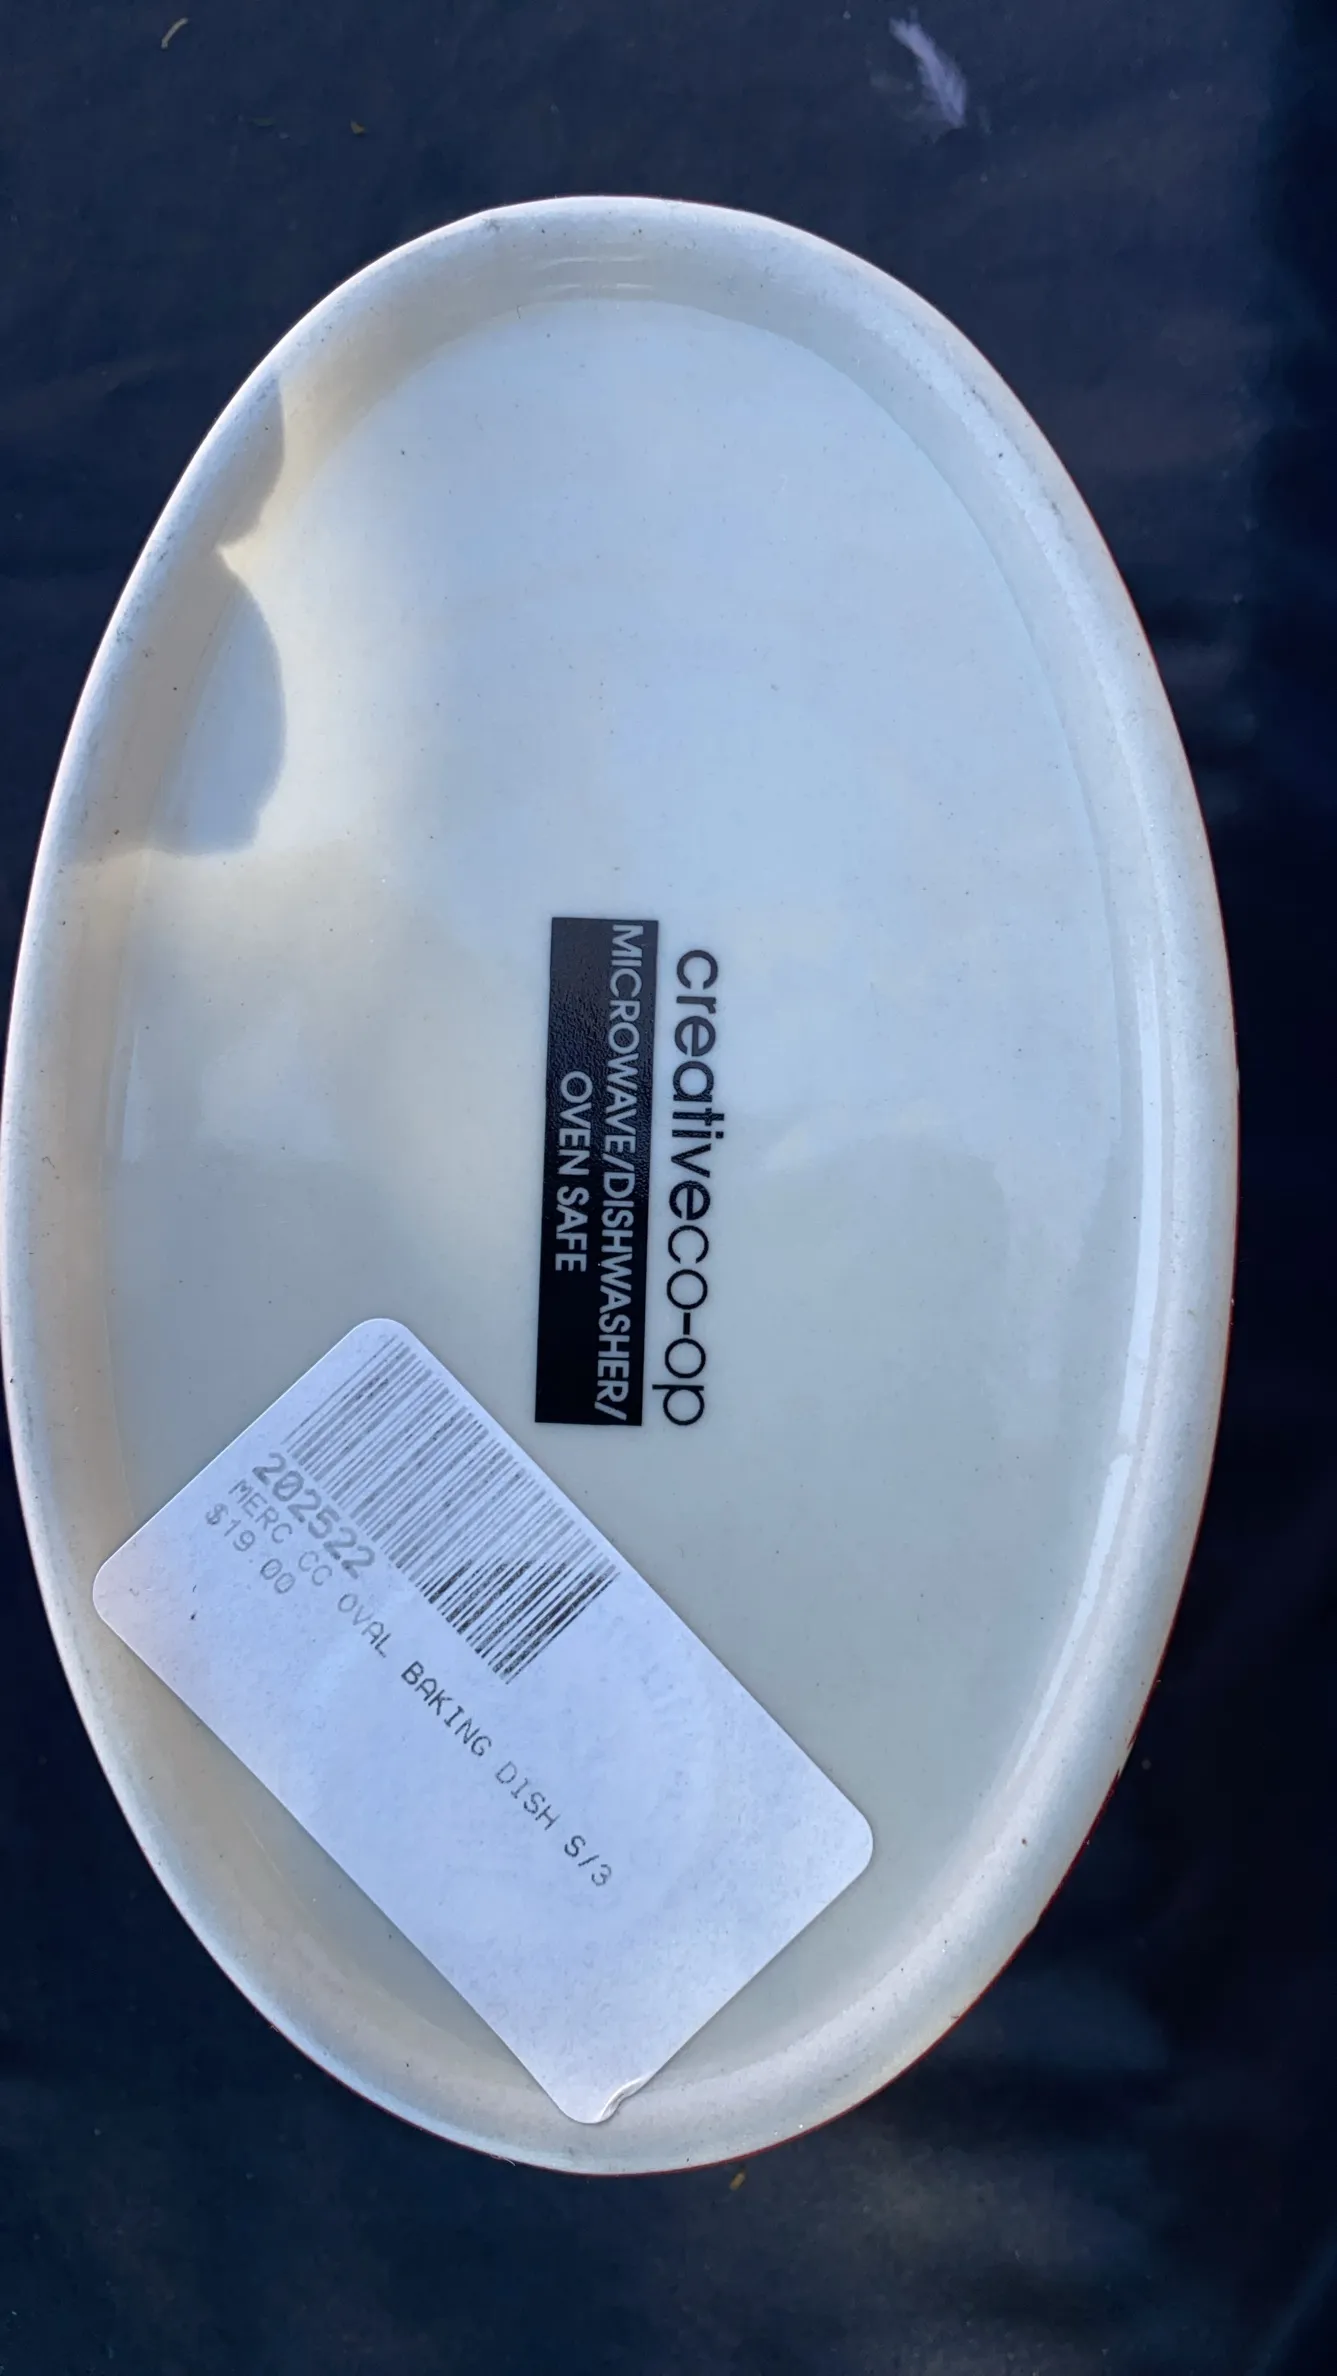 creativeco-op
MICROWAVE/DISHWASHER/
OVEN SAFE
202522
MERC CC OVAL BAKING DISH S/3
$19.00